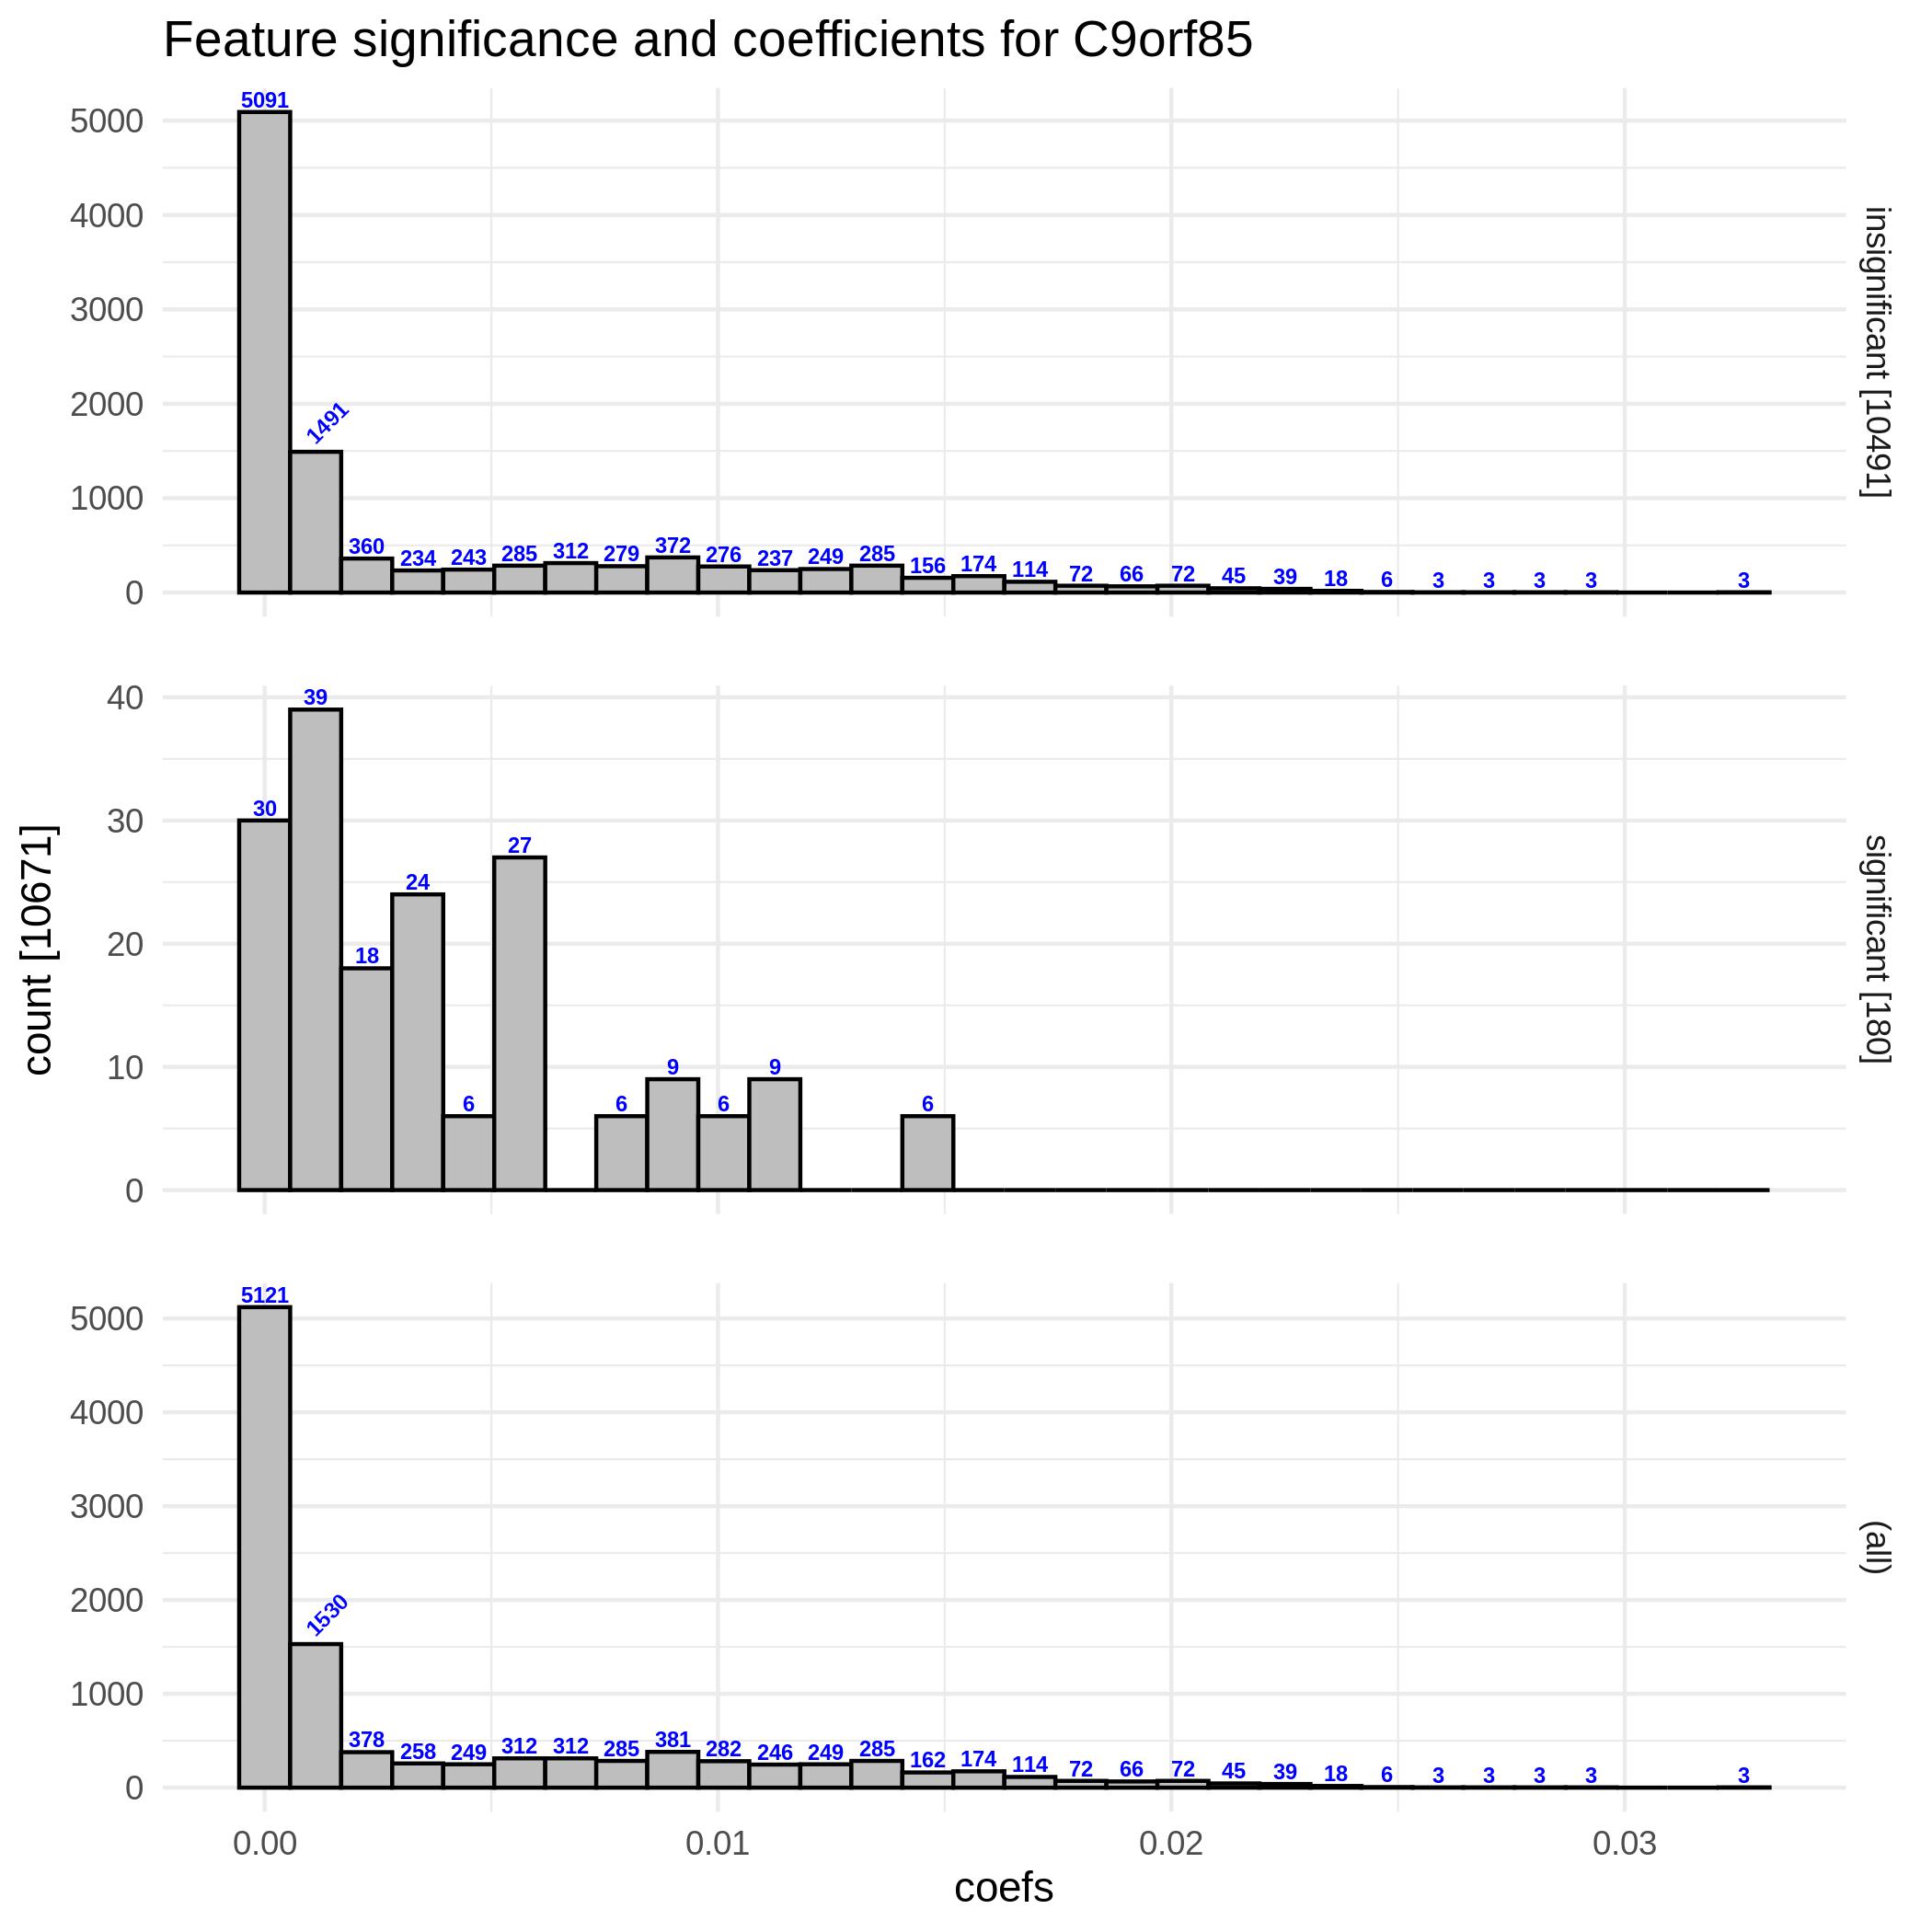 Feature significance and coefficients for C9orf85
5091
5000
4000
3000
2000
1000
0
1491
360 234 243 285 312 279 372 276 237 249 285 156 174 114 72 66 72 45 39 18 6 3 3 3 3 3
insignificant [10491]
40
30
20
10
0
30 39 18 24 6 27 6 9 6 9 6
significant [180]
count [10671]
5121
5000
4000
3000
2000
1000
0
1530
378 258 249 312 312 285 381 282 246 249 285 162 174 114 72 66 72 45 39 18 6 3 3 3 3 3
(all)
0.00 0.01 0.02 0.03
coefs